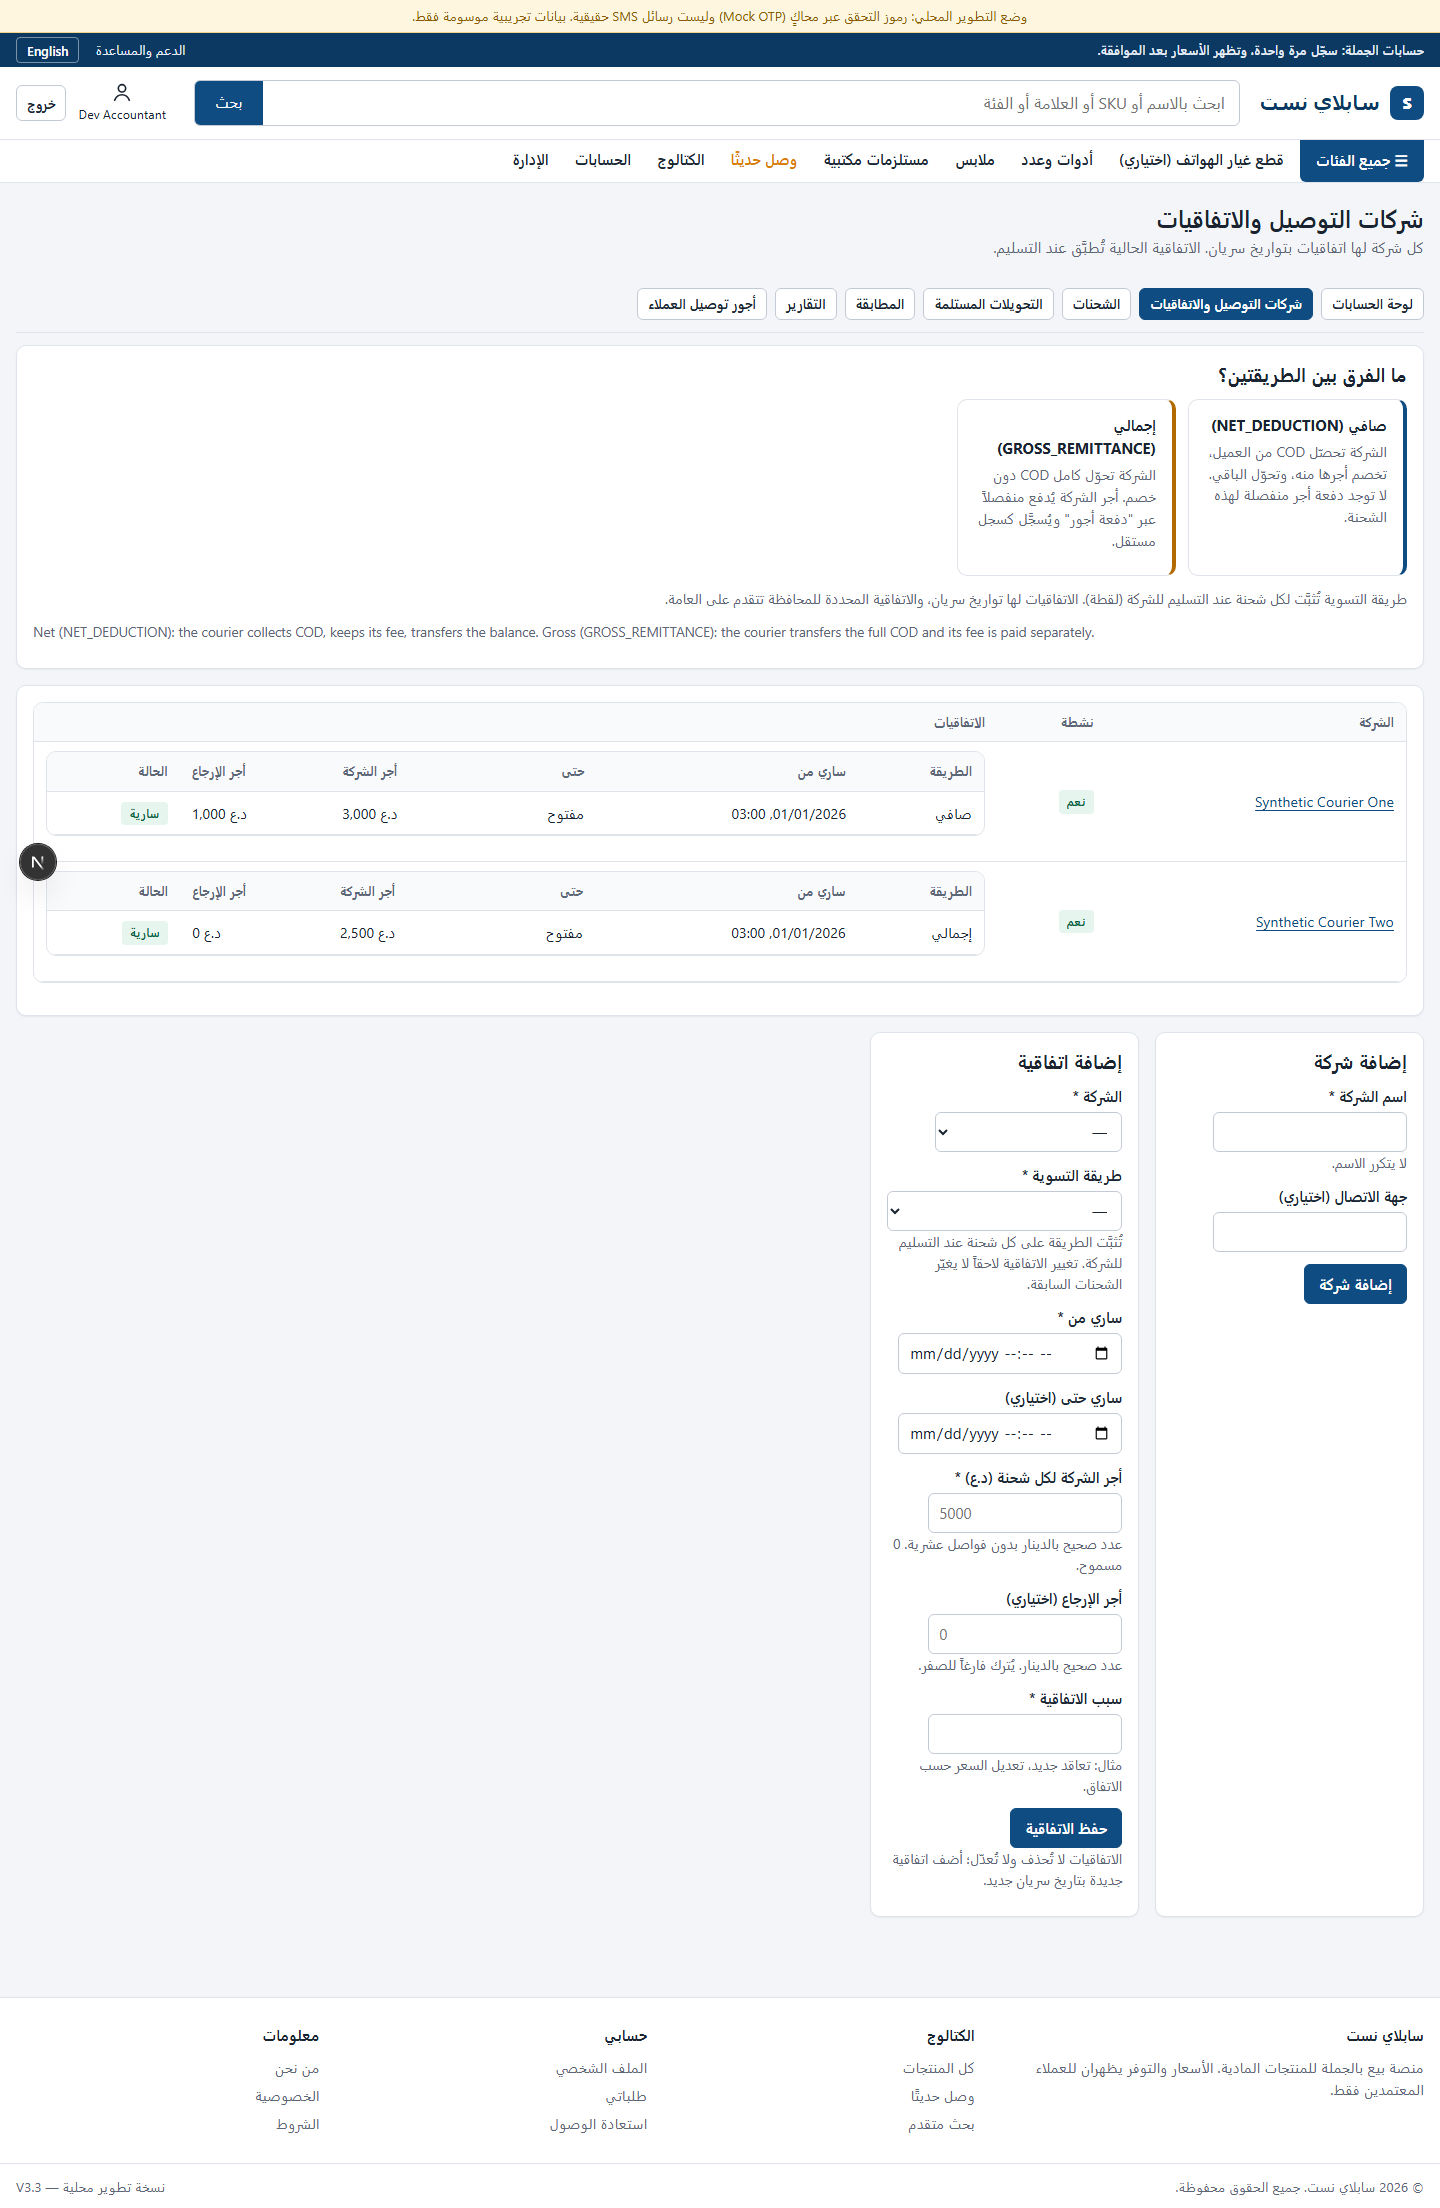 وضع التطوير المحلي: رموز التحقق عبر محاكٍ (Mock OTP) وليست رسائل SMS حقيقية. بيانات تجريبية موسومة فقط.
حسابات الجملة: سجّل مرة واحدة، وتظهر الأسعار بعد الموافقة.
الدعم والمساعدة
English
سابلاي نست
ابحث بالاسم أو SKU أو العلامة أو الفئة
بحث
Dev Accountant
خروج
☰ جميع الفئات
قطع غيار الهواتف (اختياري)
أدوات وعدد
ملابس
مستلزمات مكتبية
وصل حديثًا
الكتالوج
الحسابات
الإدارة
شركات التوصيل والاتفاقيات
كل شركة لها اتفاقيات بتواريخ سريان. الاتفاقية الحالية تُطبَّق عند التسليم.
لوحة الحسابات
شركات التوصيل والاتفاقيات
الشحنات
التحويلات المستلمة
المطابقة
التقارير
أجور توصيل العملاء
ما الفرق بين الطريقتين؟
صافي (NET_DEDUCTION)
الشركة تحصّل COD من العميل،
تخصم أجرها منه، وتحوّل الباقي.
لا توجد دفعة أجر منفصلة لهذه
الشحنة.
إجمالي
(GROSS_REMITTANCE)
الشركة تحوّل كامل COD دون
خصم. أجر الشركة يُدفع منفصلاً
عبر "دفعة أجور" ويُسجَّل كسجل
مستقل.
طريقة التسوية تُثبَّت لكل شحنة عند التسليم للشركة (لقطة). الاتفاقيات لها تواريخ سريان، والاتفاقية المحددة للمحافظة تتقدم على العامة.
Net (NET_DEDUCTION): the courier collects COD, keeps its fee, transfers the balance. Gross (GROSS_REMITTANCE): the courier transfers the full COD and its fee is paid separately.
الشركة نشطة الاتفاقيات
الطريقة ساري من حتى أجر الشركة أجر الإرجاع الحالة
Synthetic Courier One
نعم
صافي 01/01/2026, 03:00 مفتوح د.ع 3,000 د.ع 1,000 سارية
الطريقة ساري من حتى أجر الشركة أجر الإرجاع الحالة
Synthetic Courier Two
نعم
إجمالي 01/01/2026, 03:00 مفتوح د.ع 2,500 د.ع 0 سارية
إضافة شركة
اسم الشركة *
لا يتكرر الاسم.
جهة الاتصال (اختياري)
إضافة شركة
إضافة اتفاقية
الشركة *
—
طريقة التسوية *
—
تُثبَّت الطريقة على كل شحنة عند التسليم
للشركة. تغيير الاتفاقية لاحقاً لا يغيّر
الشحنات السابقة.
ساري من *
mm/dd/yyyy --:-- --
ساري حتى (اختياري)
mm/dd/yyyy --:-- --
أجر الشركة لكل شحنة (د.ع) *
5000
عدد صحيح بالدينار بدون فواصل عشرية. 0
مسموح.
أجر الإرجاع (اختياري)
0
عدد صحيح بالدينار. يُترك فارغاً للصفر.
سبب الاتفاقية *
مثال: تعاقد جديد، تعديل السعر حسب
الاتفاق.
حفظ الاتفاقية
الاتفاقيات لا تُحذف ولا تُعدّل؛ أضف اتفاقية
جديدة بتاريخ سريان جديد.
سابلاي نست
منصة بيع بالجملة للمنتجات المادية. الأسعار والتوفر يظهران للعملاء
المعتمدين فقط.
الكتالوج
كل المنتجات
وصل حديثًا
بحث متقدم
حسابي
الملف الشخصي
طلباتي
استعادة الوصول
معلومات
من نحن
الخصوصية
الشروط
© 2026 سابلاي نست. جميع الحقوق محفوظة.
نسخة تطوير محلية — V3.3